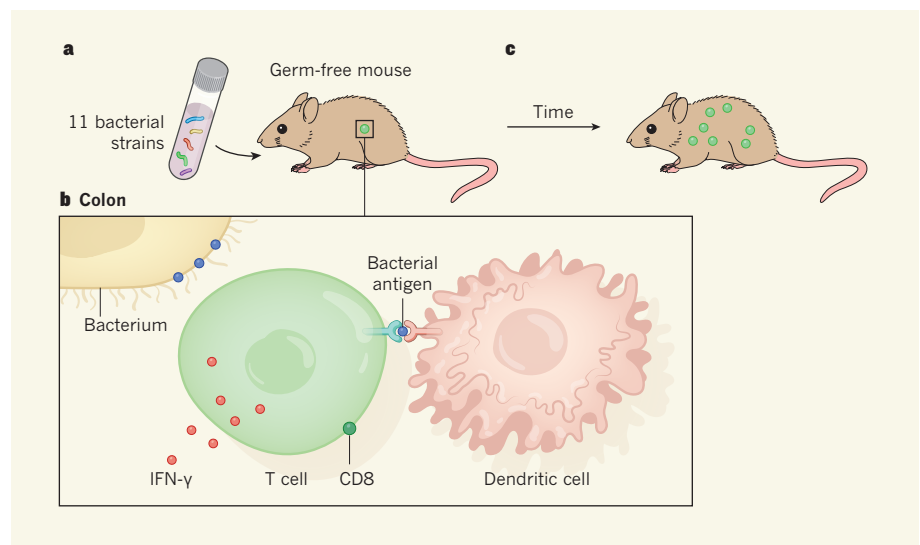 a
c
Germ-free mouse
11 bacterial
strains
Time
b Colon
Bacterial
antigen
Bacterium
IFN-γ
T cell
CD8
Dendritic cell